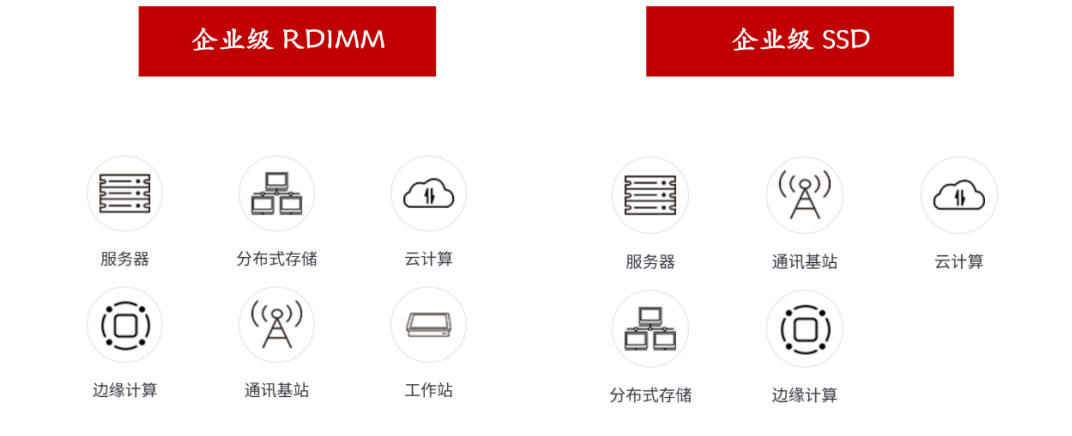 企业级 RDIMM
服务器
分布式存储
云计算
边缘计算
通讯基站
工作站
企业级 SSD
服务器
通讯基站
云计算
分布式存储
边缘计算